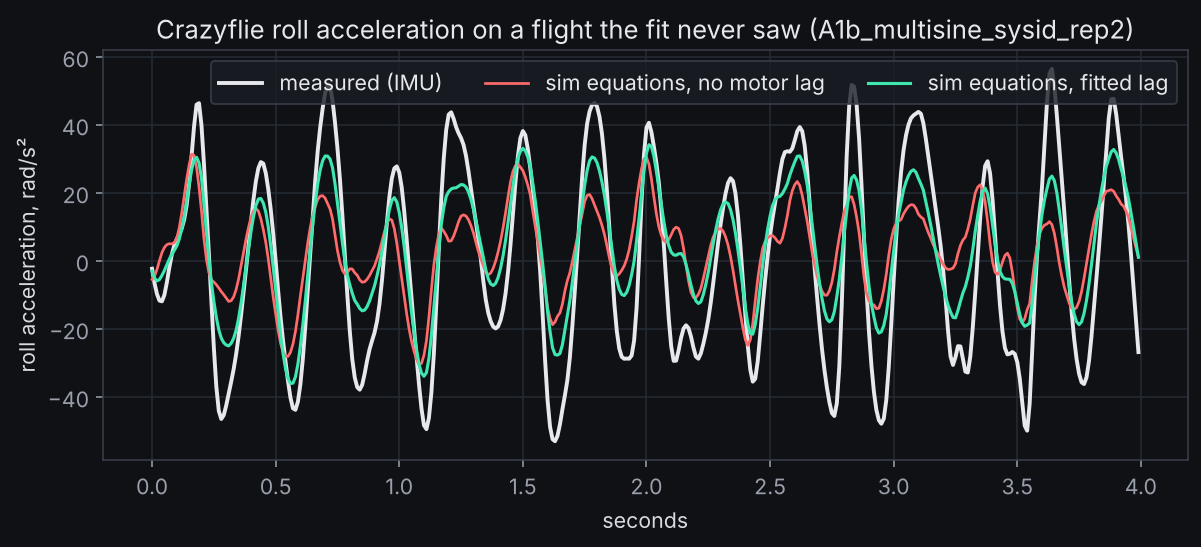 Crazyflie roll acceleration on a flight the fit never saw (A1b_multisine_sysid_rep2)
measured (IMU) sim equations, no motor lag sim equations, fitted lag
roll acceleration, rad/s²
60
40
20
0
−20
−40
0.0 0.5 1.0 1.5 2.0 2.5 3.0 3.5 4.0
seconds